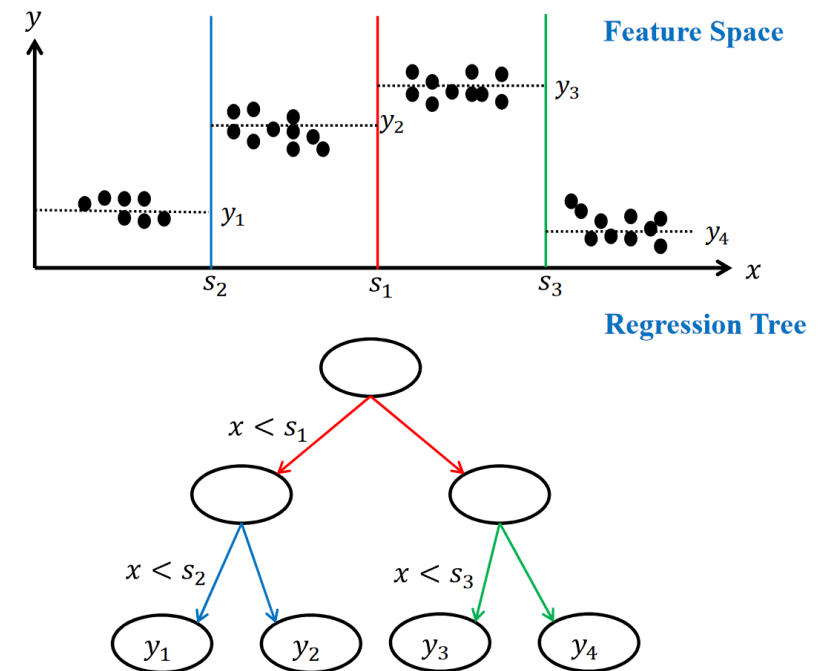 y
Feature Space
y₃
y₂
y₁
y₄
x
s₂
s₁
s₃
Regression Tree
x < s₁
x < s₂
x < s₃
y₁
y₂
y₃
y₄